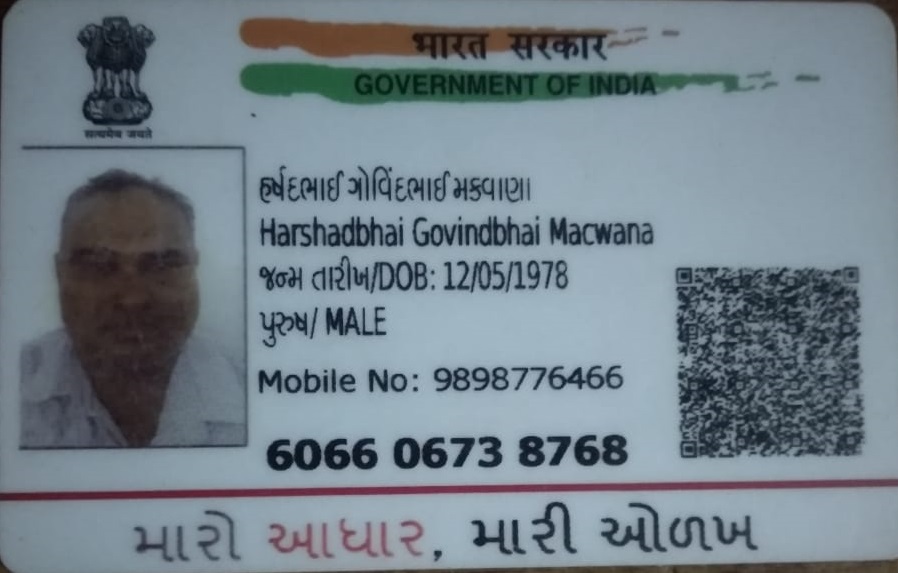 भारत सरकार
GOVERNMENT OF INDIA
सत्यमेव जयते
હર્ષદભાઈ ગોવિંદભાઈ મકવાણા
Harshadbhai Govindbhai Macwana
જન્મ તારીખ/DOB: 12/05/1978
પુરુષ/ MALE
Mobile No: 9898776466
6066 0673 8768
મારો આધાર, મારી ઓળખ